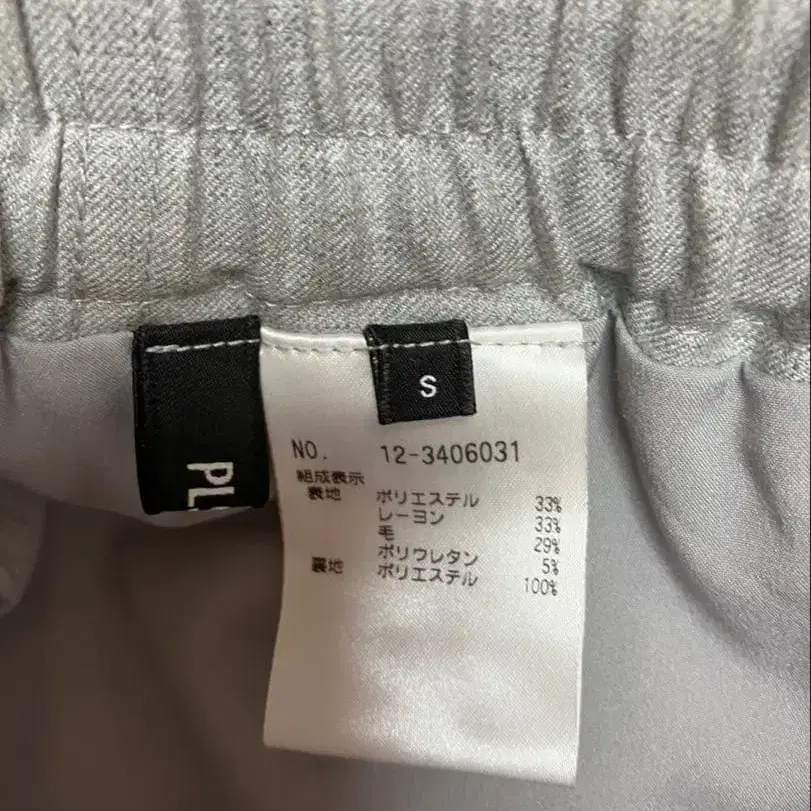 S
PL
NO. 12-3406031
組成表示
表地 ポリエステル 33%
レーヨン 33%
毛 29%
ポリウレタン 5%
裏地 ポリエステル 100%